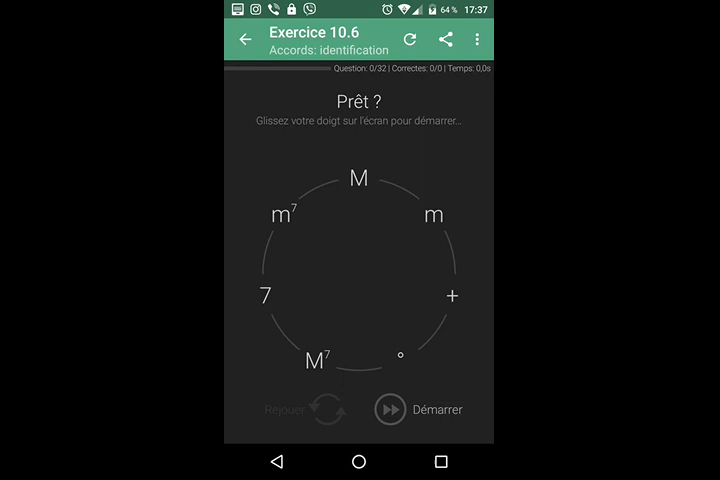 64 % 17:37
Exercice 10.6
Accords: identification
Question: 0/32 | Correctes: 0/0 | Temps: 0,0s
Prêt ?
Glissez votre doigt sur l'écran pour démarrer...
M
m⁷ m
7 +
M⁷ °
Rejouer Démarrer